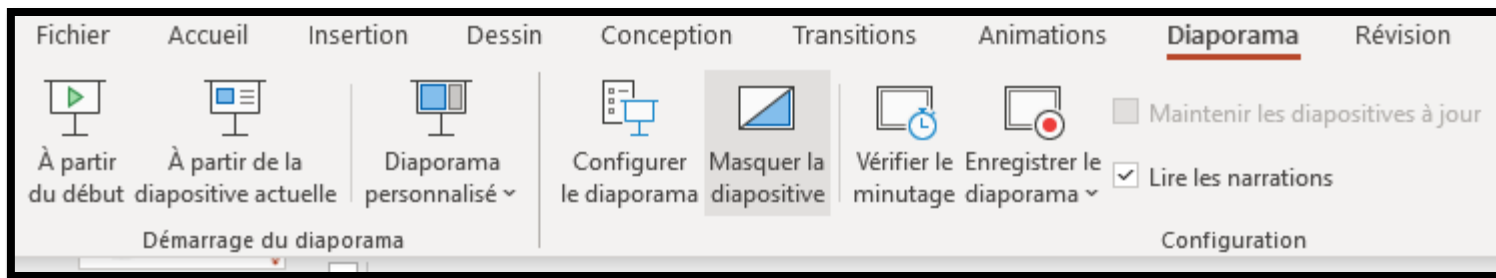 Fichier Accueil Insertion Dessin Conception Transitions Animations Diaporama Révision
À partir
du début
À partir de la
diapositive actuelle
Diaporama
personnalisé
Configurer
le diaporama
Masquer la
diapositive
Vérifier le
minutage
Enregistrer le
diaporama
Maintenir les diapositives à jour
Lire les narrations
Démarrage du diaporama
Configuration